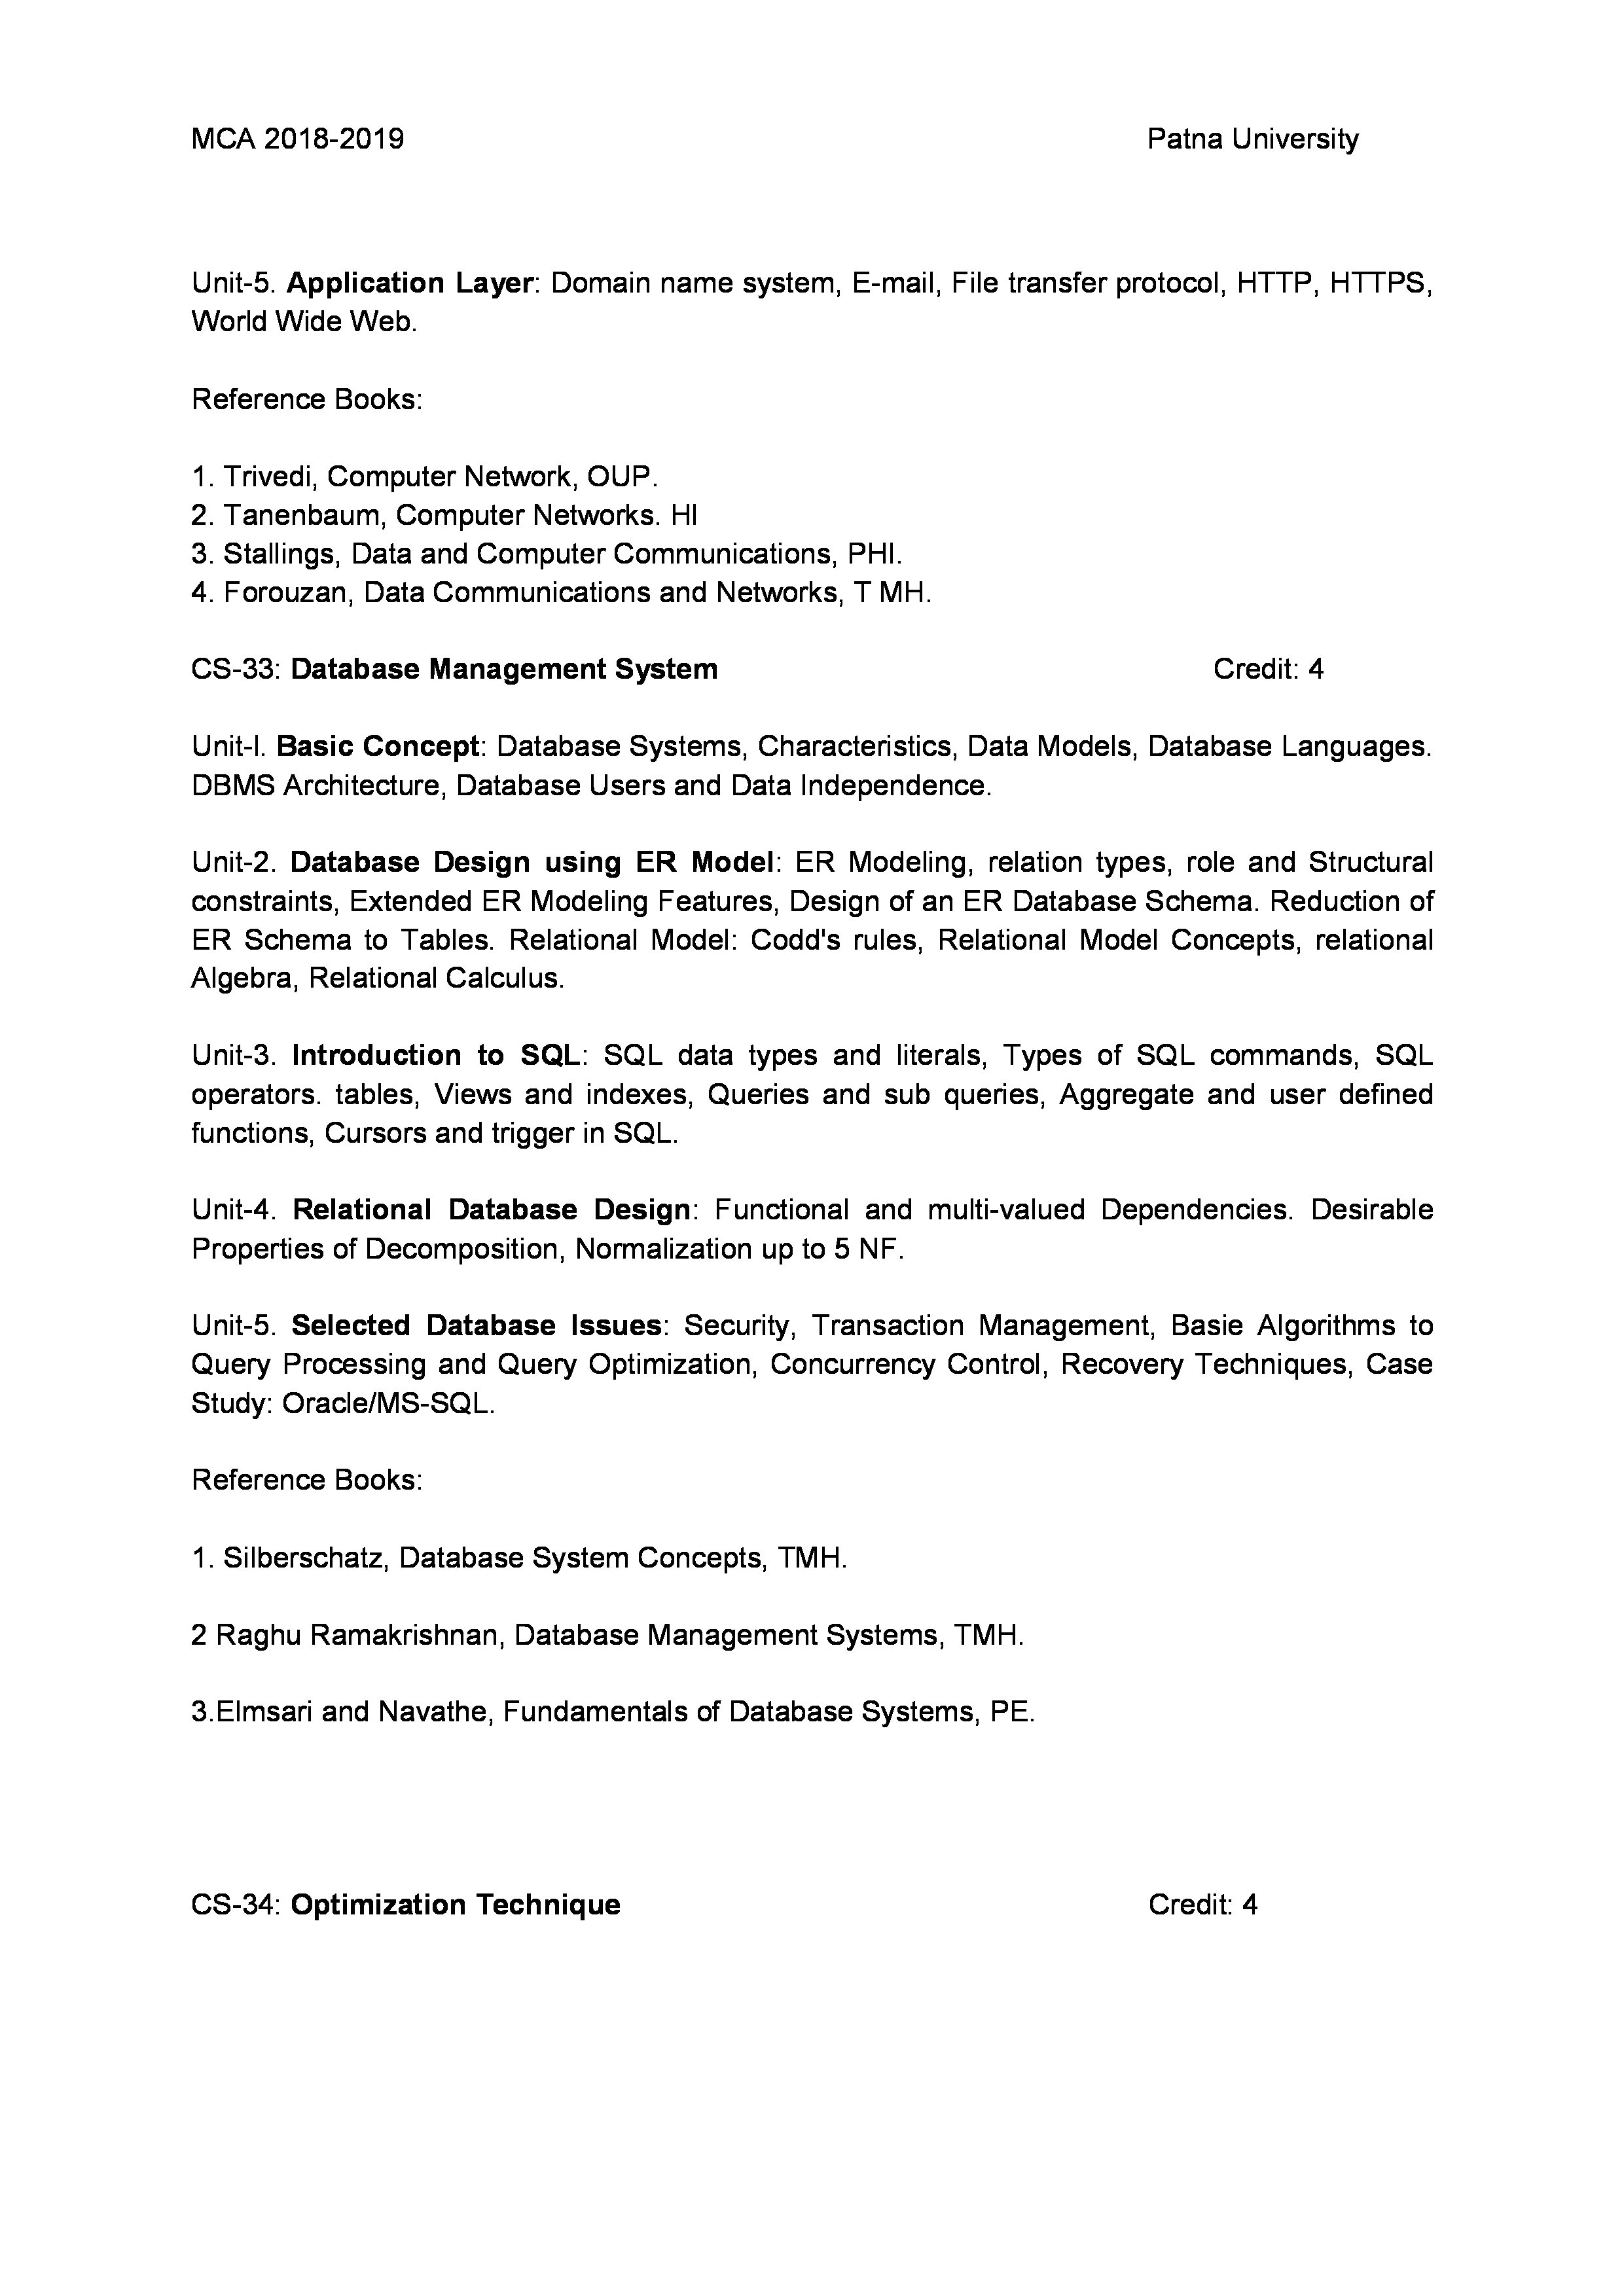 MCA 2018-2019 Patna University
Unit-5. Application Layer: Domain name system, E-mail, File transfer protocol, HTTP, HTTPS,
World Wide Web.
Reference Books:
1. Trivedi, Computer Network, OUP.
2. Tanenbaum, Computer Networks. HI
3. Stallings, Data and Computer Communications, PHI.
4. Forouzan, Data Communications and Networks, T MH.
CS-33: Database Management System Credit: 4
Unit-l. Basic Concept: Database Systems, Characteristics, Data Models, Database Languages.
DBMS Architecture, Database Users and Data Independence.
Unit-2. Database Design using ER Model: ER Modeling, relation types, role and Structural
constraints, Extended ER Modeling Features, Design of an ER Database Schema. Reduction of
ER Schema to Tables. Relational Model: Codd's rules, Relational Model Concepts, relational
Algebra, Relational Calculus.
Unit-3. Introduction to SQL: SQL data types and literals, Types of SQL commands, SQL
operators. tables, Views and indexes, Queries and sub queries, Aggregate and user defined
functions, Cursors and trigger in SQL.
Unit-4. Relational Database Design: Functional and multi-valued Dependencies. Desirable
Properties of Decomposition, Normalization up to 5 NF.
Unit-5. Selected Database Issues: Security, Transaction Management, Basie Algorithms to
Query Processing and Query Optimization, Concurrency Control, Recovery Techniques, Case
Study: Oracle/MS-SQL.
Reference Books:
1. Silberschatz, Database System Concepts, TMH.
2 Raghu Ramakrishnan, Database Management Systems, TMH.
3.Elmsari and Navathe, Fundamentals of Database Systems, PE.
CS-34: Optimization Technique Credit: 4